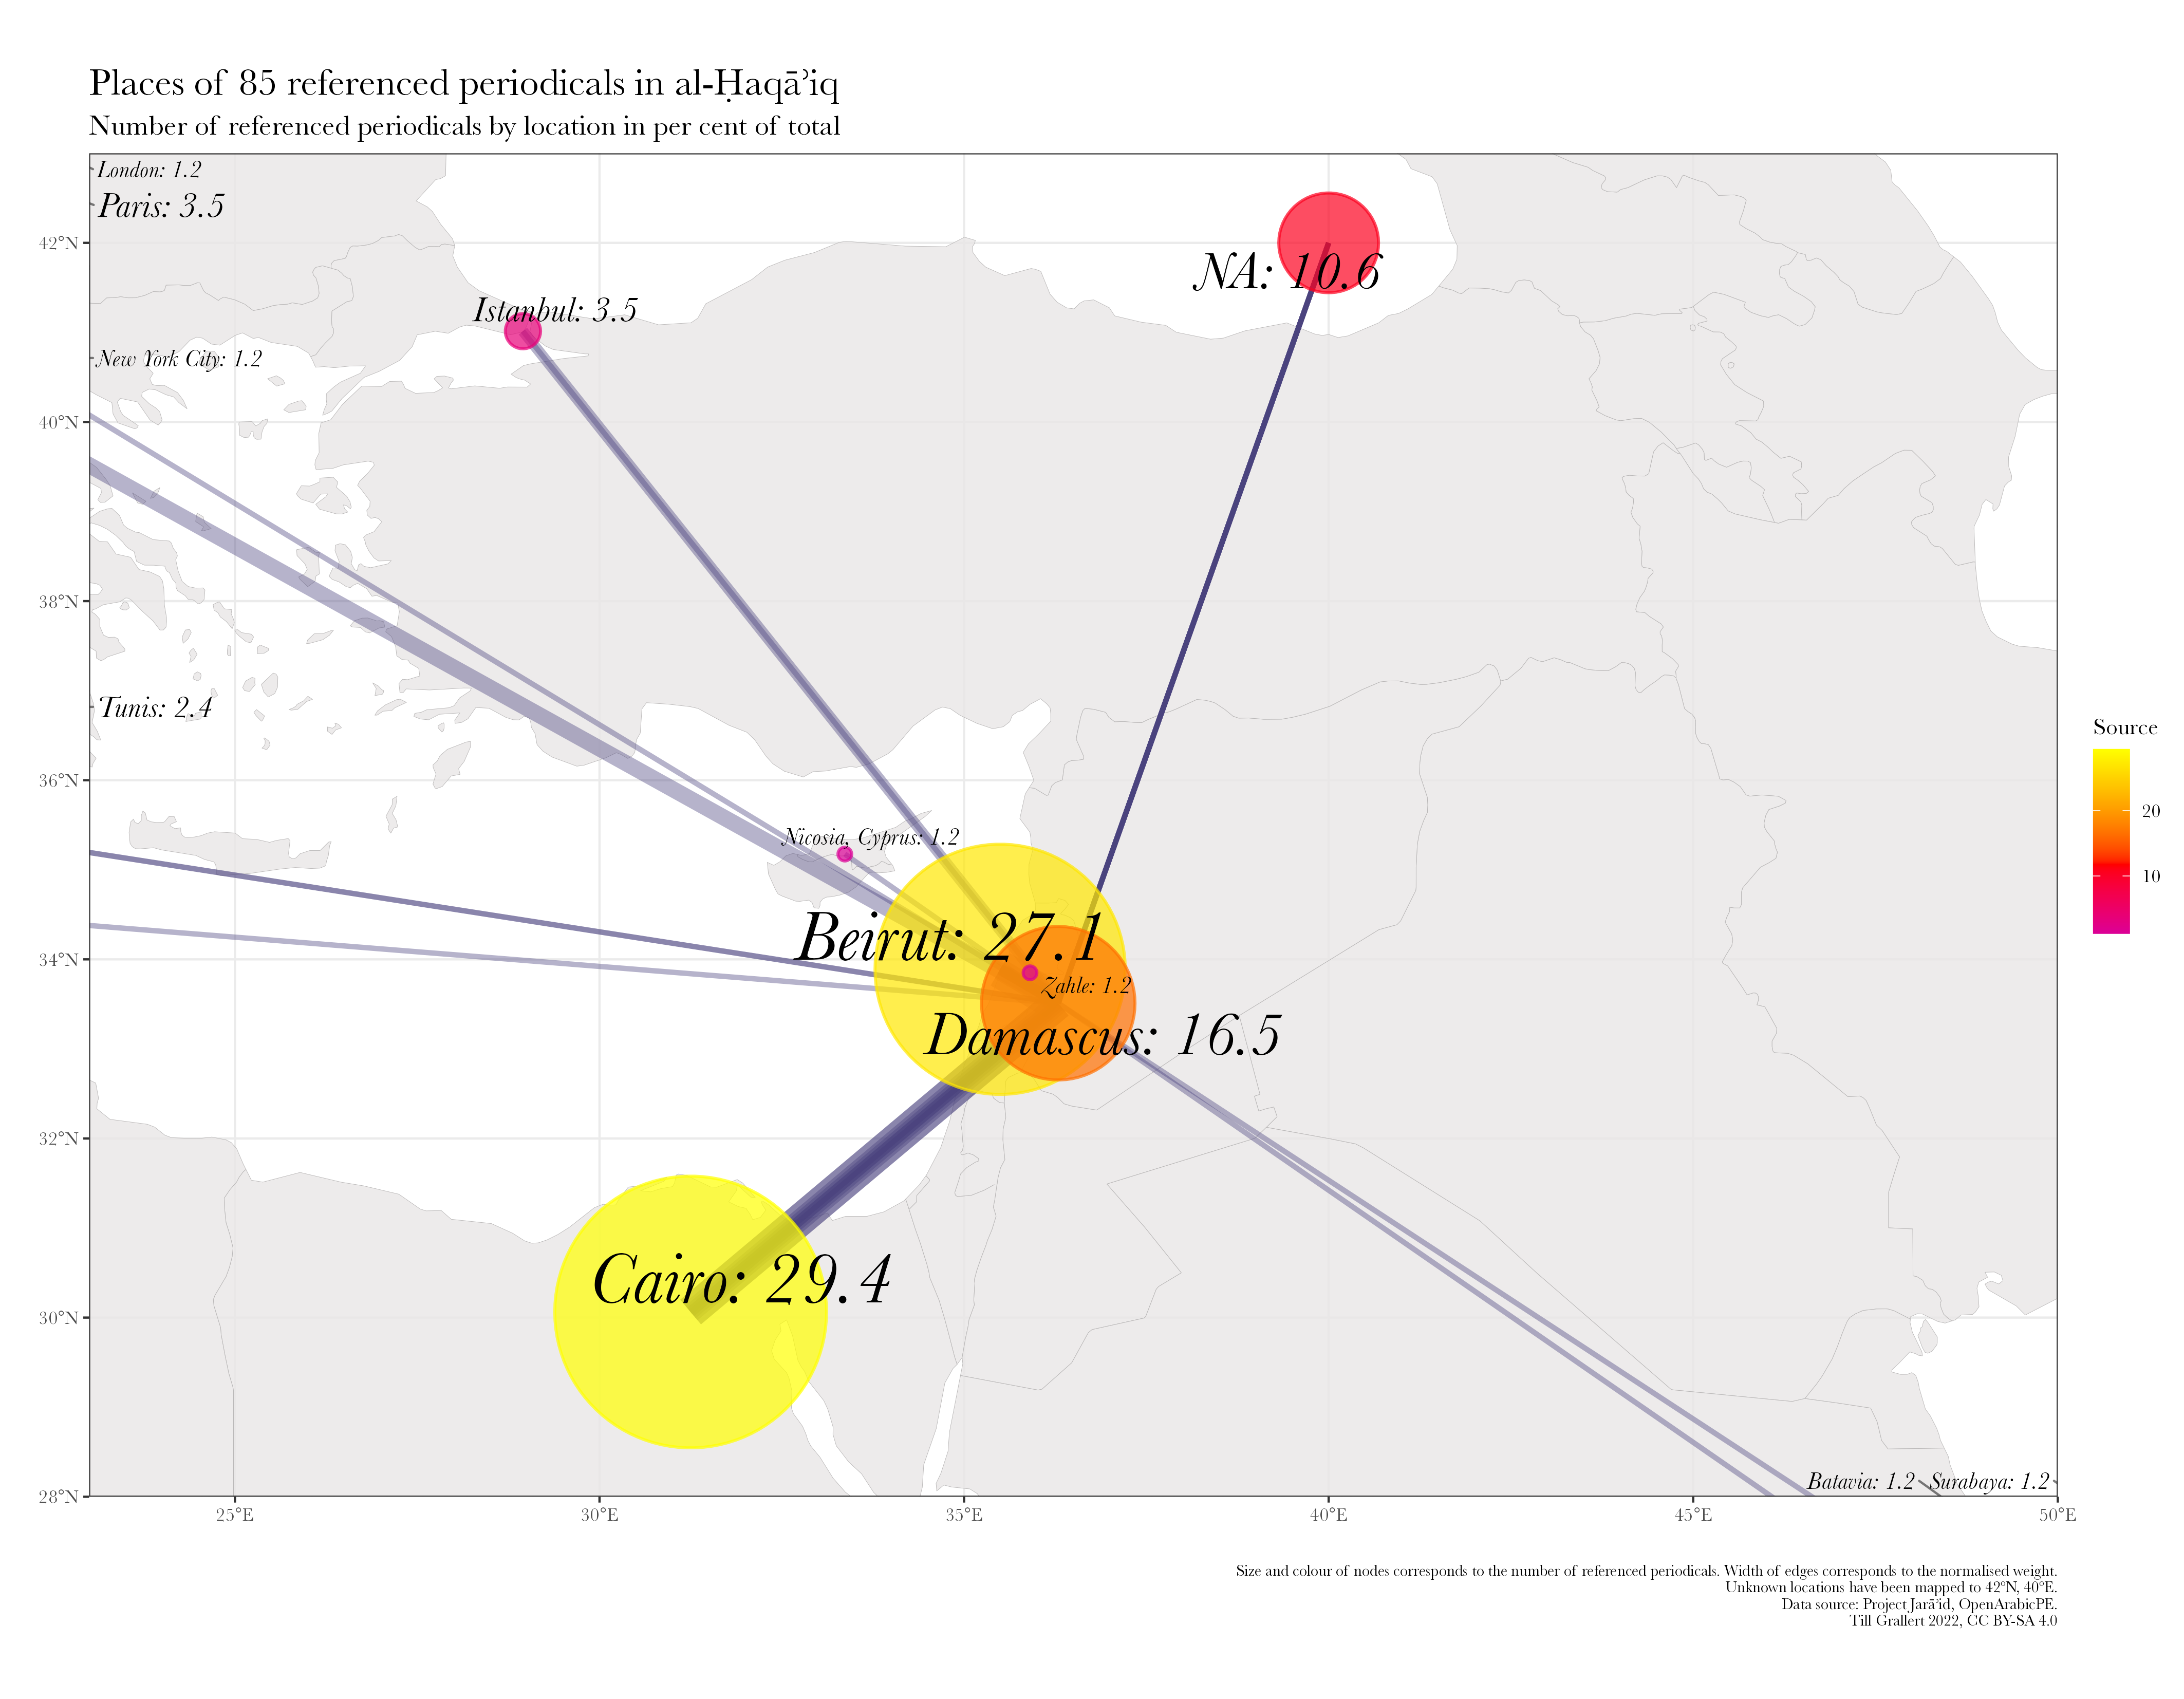 Places of 85 referenced periodicals in al-Ḥaqāʾiq
Number of referenced periodicals by location in per cent of total
London: 1.2
Paris: 3.5
42°N
NA: 10.6
Istanbul: 3.5
New York City: 1.2
40°N
38°N
Tunis: 2.4
36°N
Nicosia, Cyprus: 1.2
Beirut: 27.1
34°N
Zahle: 1.2
Damascus: 16.5
32°N
Cairo: 29.4
30°N
Batavia: 1.2
Surabaya: 1.2
28°N
25°E
30°E
35°E
40°E
45°E
50°E
Source
20
10
Size and colour of nodes corresponds to the number of referenced periodicals. Width of edges corresponds to the normalised weight.
Unknown locations have been mapped to 42°N, 40°E.
Data source: Project Jarāʾid, OpenArabicPE.
Till Grallert 2022, CC BY-SA 4.0